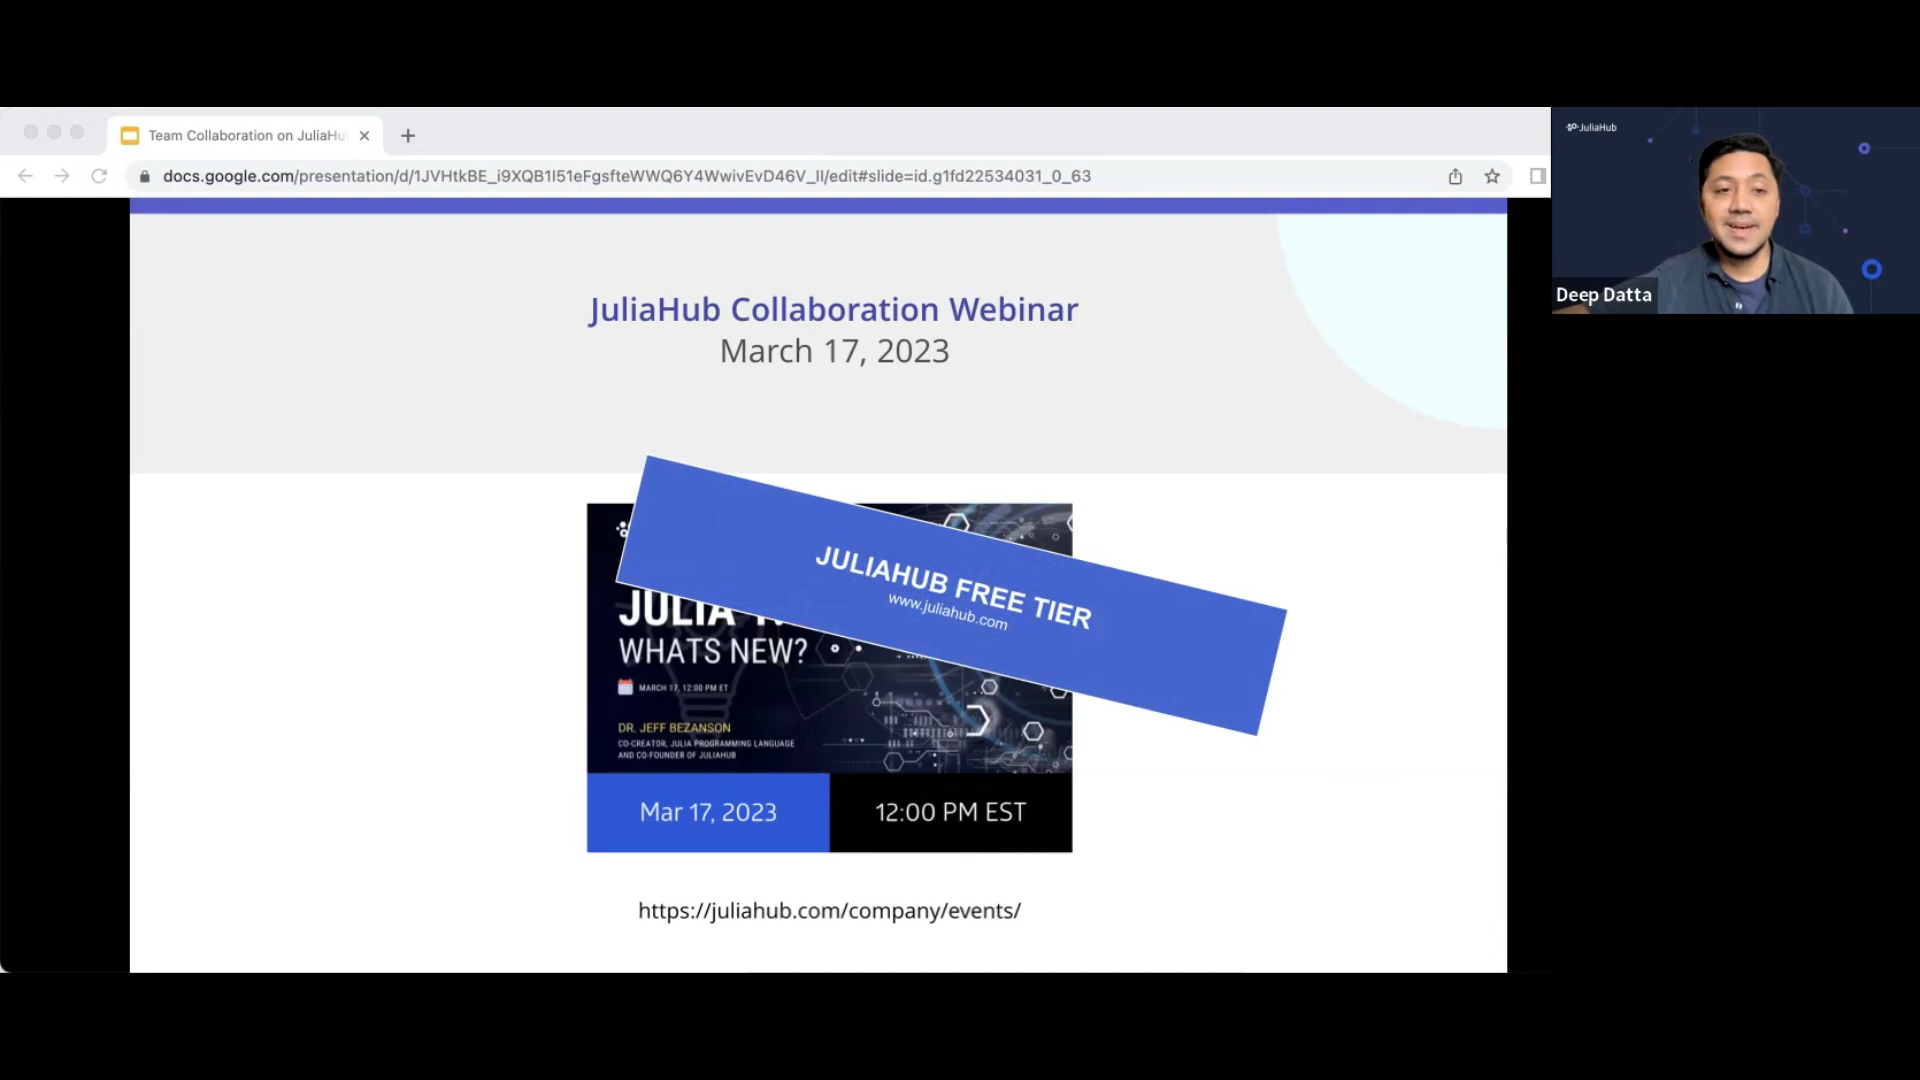 Team Collaboration on JuliaHu
docs.google.com/presentation/d/1JVHtkBE_i9XQB1I51eFgsfteWWQ6Y4WwivEvD46V_lI/edit#slide=id.g1fd22534031_0_63
JuliaHub
Deep Datta
JuliaHub Collaboration Webinar
March 17, 2023
JULIAHUB FREE TIER
www.juliahub.com
JULIA
WHATS NEW?
MARCH 17, 12:00 PM ET
DR. JEFF BEZANSON
CO-CREATOR, JULIA PROGRAMMING LANGUAGE
AND CO-FOUNDER OF JULIAHUB
Mar 17, 2023
12:00 PM EST
https://juliahub.com/company/events/